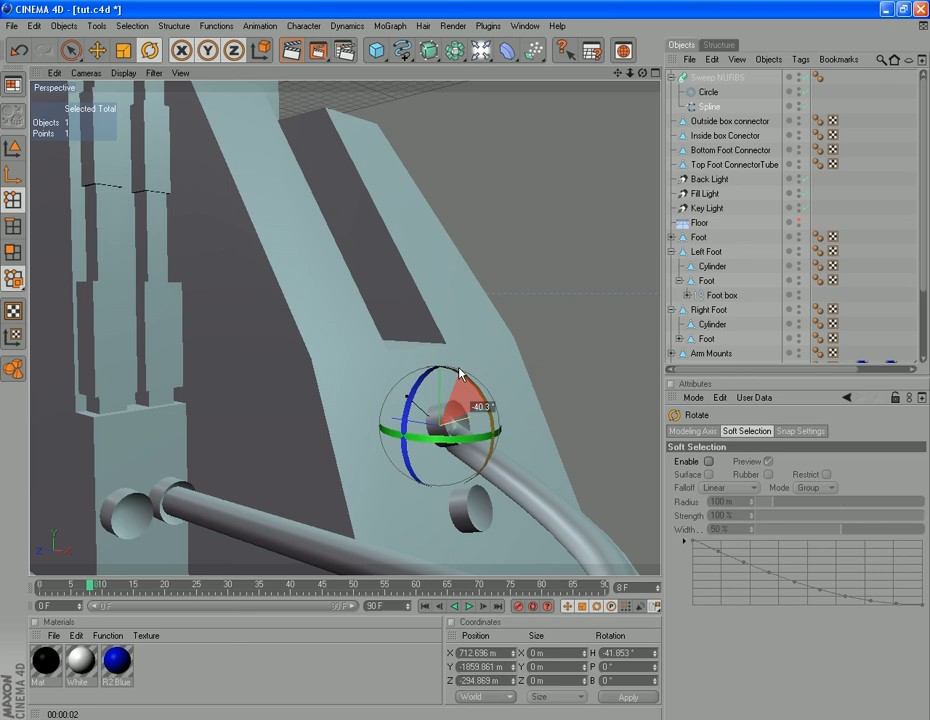 CINEMA 4D - [tut.c4d *]
File Edit Objects Tools Selection Structure Functions Animation Character Dynamics MoGraph Hair Render Plugins Window Help
X Y Z
Edit Cameras Display Filter View
Perspective
Selected Total
Objects 1
Points 1
-40.3 °
Y
Z X
0 5 810 15 20 25 30 35 40 45 50 55 60 65 70 75 80 85 90
8 F
0 F 0 F 90 F 90 F
Materials
File Edit Function Texture
Mat White R2 Blue
Coordinates
Position Size Rotation
X 712.696 m X 0 m H -41.853 °
Y -1859.861 m Y 0 m P 0 °
Z -294.869 m Z 0 m B 0 °
World Size Apply
00:00:02
MAXON CINEMA 4D
Objects Structure
File Edit View Objects Tags Bookmarks
Sweep NURBS
Circle
Spline
Outside box connector
Inside box Conector
Bottom Foot Connector
Top Foot ConnectorTube
Back Light
Fill Light
Key Light
Floor
Foot
Left Foot
Cylinder
Foot
Foot box
Right Foot
Cylinder
Foot
Arm Mounts
Attributes
Mode Edit User Data
Rotate
Modeling Axis Soft Selection Snap Settings
Soft Selection
Enable Preview
Surface Rubber Restrict
Falloff Linear Mode Group
Radius 100 m
Strength 100 %
Width . . 50 %